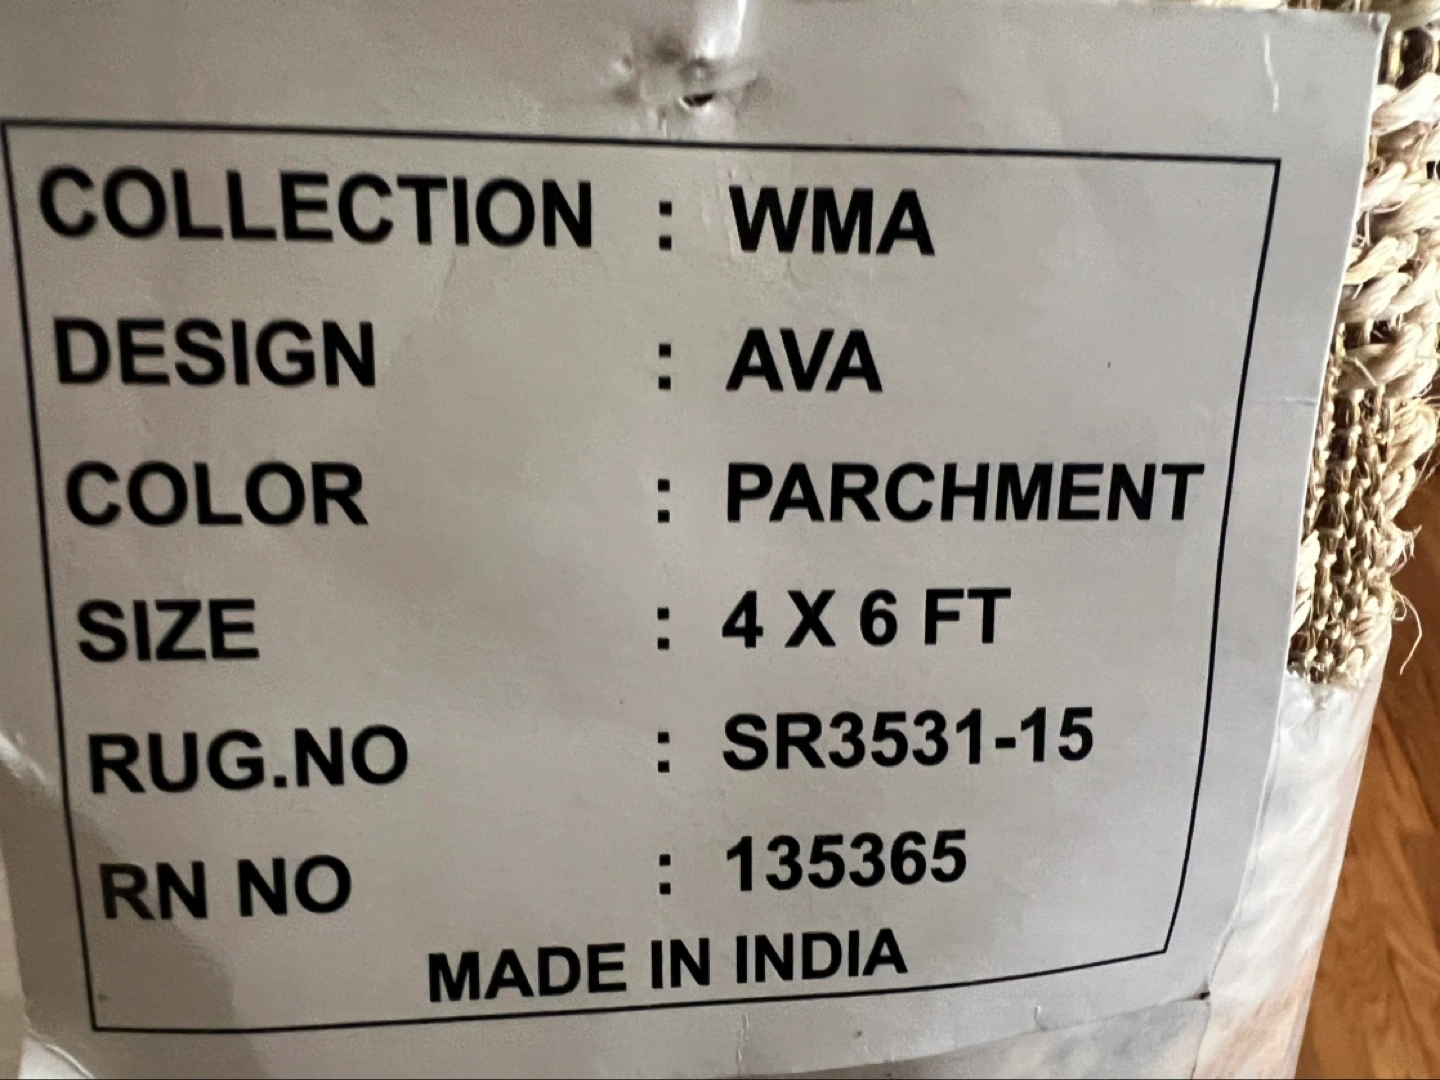 COLLECTION : WMA
DESIGN : AVA
COLOR : PARCHMENT
SIZE : 4 X 6 FT
RUG.NO : SR3531-15
RN NO : 135365
MADE IN INDIA